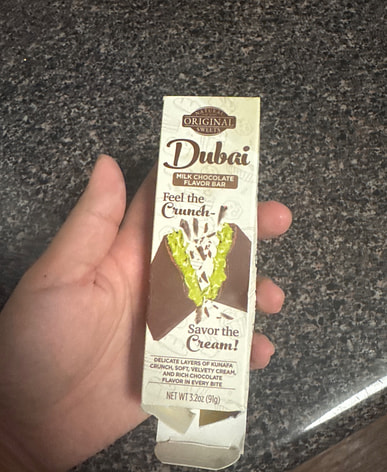 NATURAL
ORIGINAL
SWEETS
Dubai
MILK CHOCOLATE
FLAVOR BAR
Feel the
Crunch-
Savor the
Cream!
DELICATE LAYERS OF KUNAFA
CRUNCH, SOFT, VELVETY CREAM,
AND RICH CHOCOLATE
FLAVOR IN EVERY BITE
NET WT 3.2oz (91g)